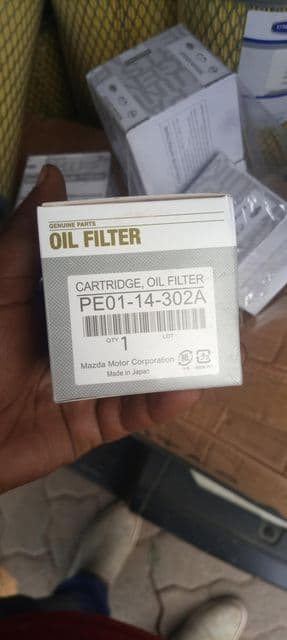 GENUINE PARTS
OIL FILTER
CARTRIDGE, OIL FILTER
PE01-14-302A
QTY 1 LOT
Mazda Motor Corporation
Made in Japan